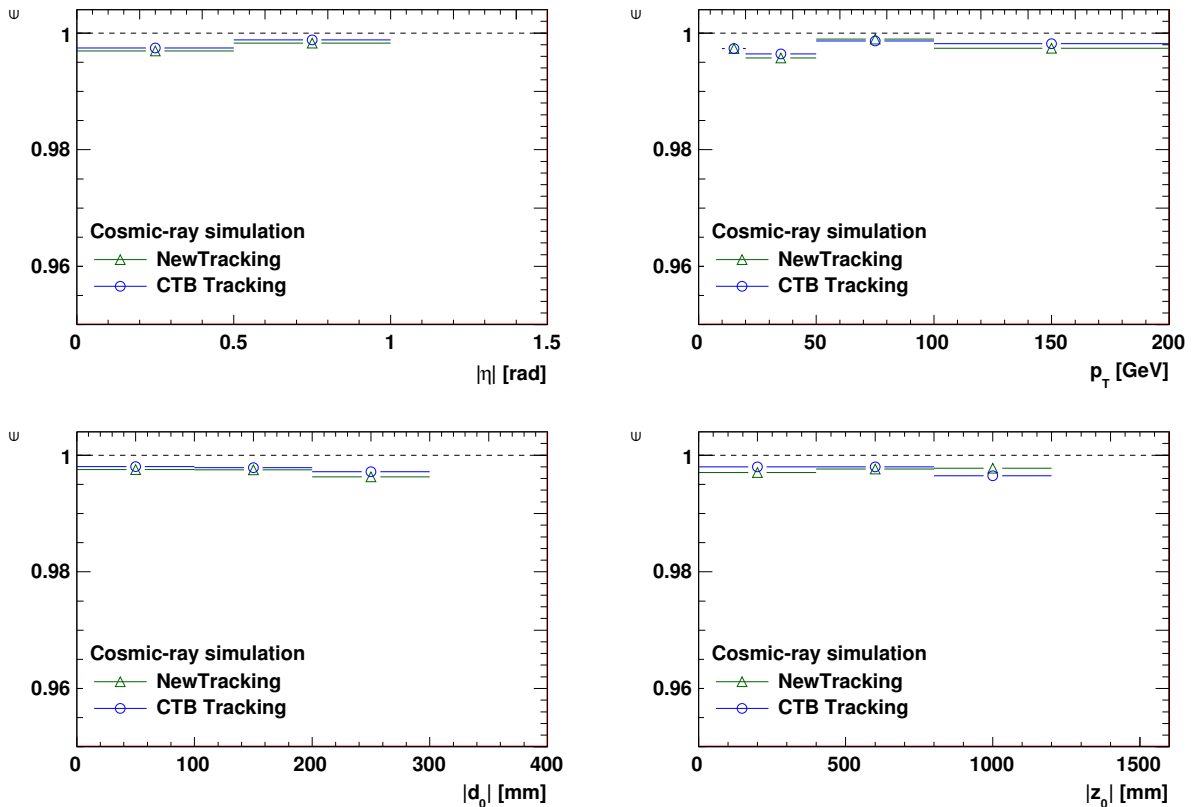 ∈
1
0.98
0.96
Cosmic-ray simulation
NewTracking
CTB Tracking
0 0.5 1 1.5
|η| [rad]
∈
1
0.98
0.96
Cosmic-ray simulation
NewTracking
CTB Tracking
0 50 100 150 200
p_T [GeV]
∈
1
0.98
0.96
Cosmic-ray simulation
NewTracking
CTB Tracking
0 100 200 300 400
|d_0| [mm]
∈
1
0.98
0.96
Cosmic-ray simulation
NewTracking
CTB Tracking
0 500 1000 1500
|z_0| [mm]